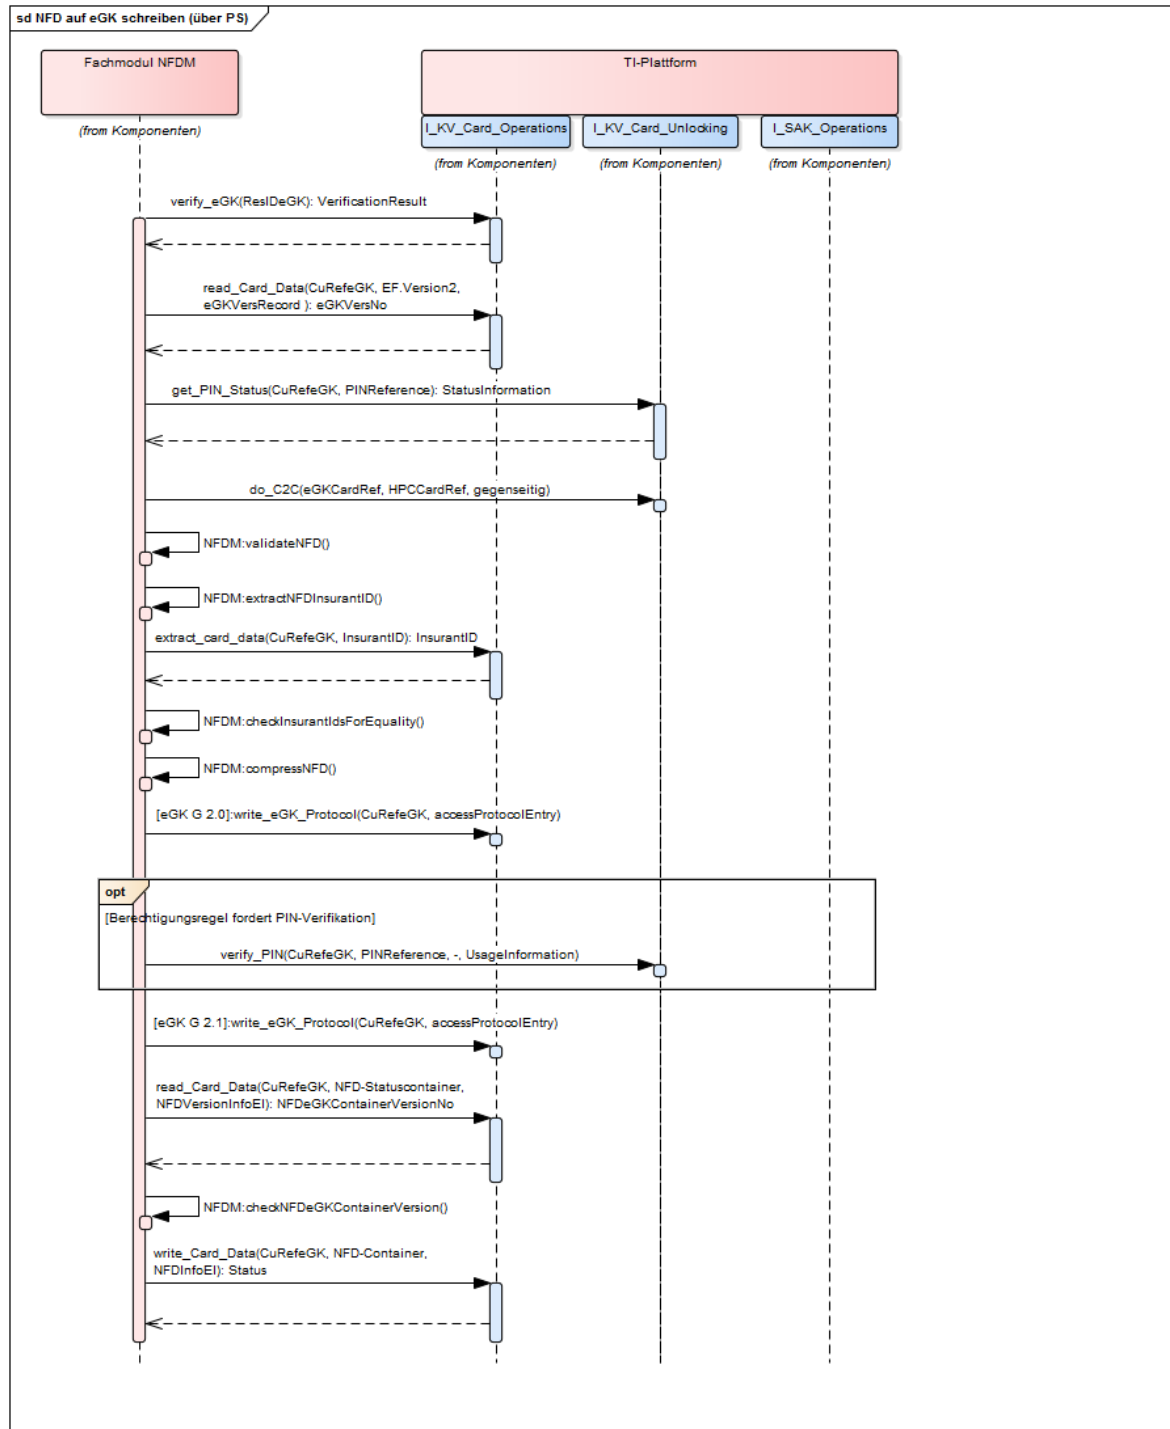 sd NFD auf eGK schreiben (über PS)
Fachmodul NFDM
TI-Plattform
(from Komponenten)
I_KV_Card_Operations
I_KV_Card_Unlocking
I_SAK_Operations
(from Komponenten)
(from Komponenten)
(from Komponenten)
verify_eGK(ResIDeGK): VerificationResult
read_Card_Data(CuRefeGK, EF.Version2,
eGKVersRecord ): eGKVersNo
get_PIN_Status(CuRefeGK, PINReference): StatusInformation
do_C2C(eGKCardRef, HPCCardRef, gegenseitig)
NFDM:validateNFD()
NFDM:extractNFDInsurantID()
extract_card_data(CuRefeGK, InsurantID): InsurantID
NFDM:checkInsurantIdsForEquality()
NFDM:compressNFD()
[eGK G 2.0]:write_eGK_Protocol(CuRefeGK, accessProtocolEntry)
opt
[Berechtigungsregel fordert PIN-Verifikation]
verify_PIN(CuRefeGK, PINReference, -, UsageInformation)
[eGK G 2.1]:write_eGK_Protocol(CuRefeGK, accessProtocolEntry)
read_Card_Data(CuRefeGK, NFD-Statuscontainer,
NFDVersionInfoEI): NFDeGKContainerVersionNo
NFDM:checkNFDeGKContainerVersion()
write_Card_Data(CuRefeGK, NFD-Container,
NFDInfoEI): Status